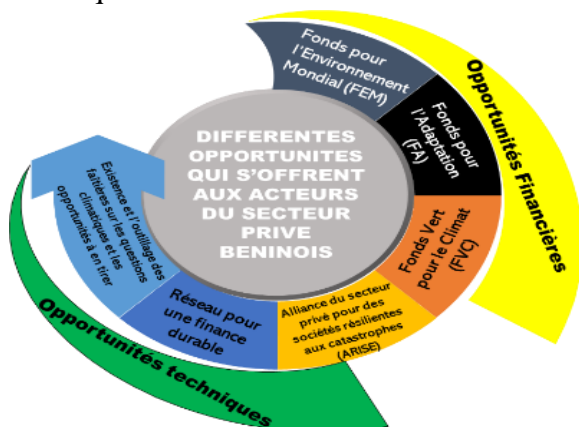 Fonds pour
l'Environnement
Mondial (FEM)
Fonds pour
l'Adaptation
(FA)
Fonds Vert
pour le Climat
(FVC)
Alliance du secteur
privé pour des
sociétés résilientes
aux catastrophes
(ARISE)
Réseau pour
une finance
durable
Existence et l'outillage des
faîtières sur les questions
climatiques et les
opportunités à en tirer
DIFFERENTES
OPPORTUNITES
QUI S'OFFRENT
AUX ACTEURS
DU SECTEUR
PRIVE
BENINOIS
Opportunités Financières
Opportunités techniques